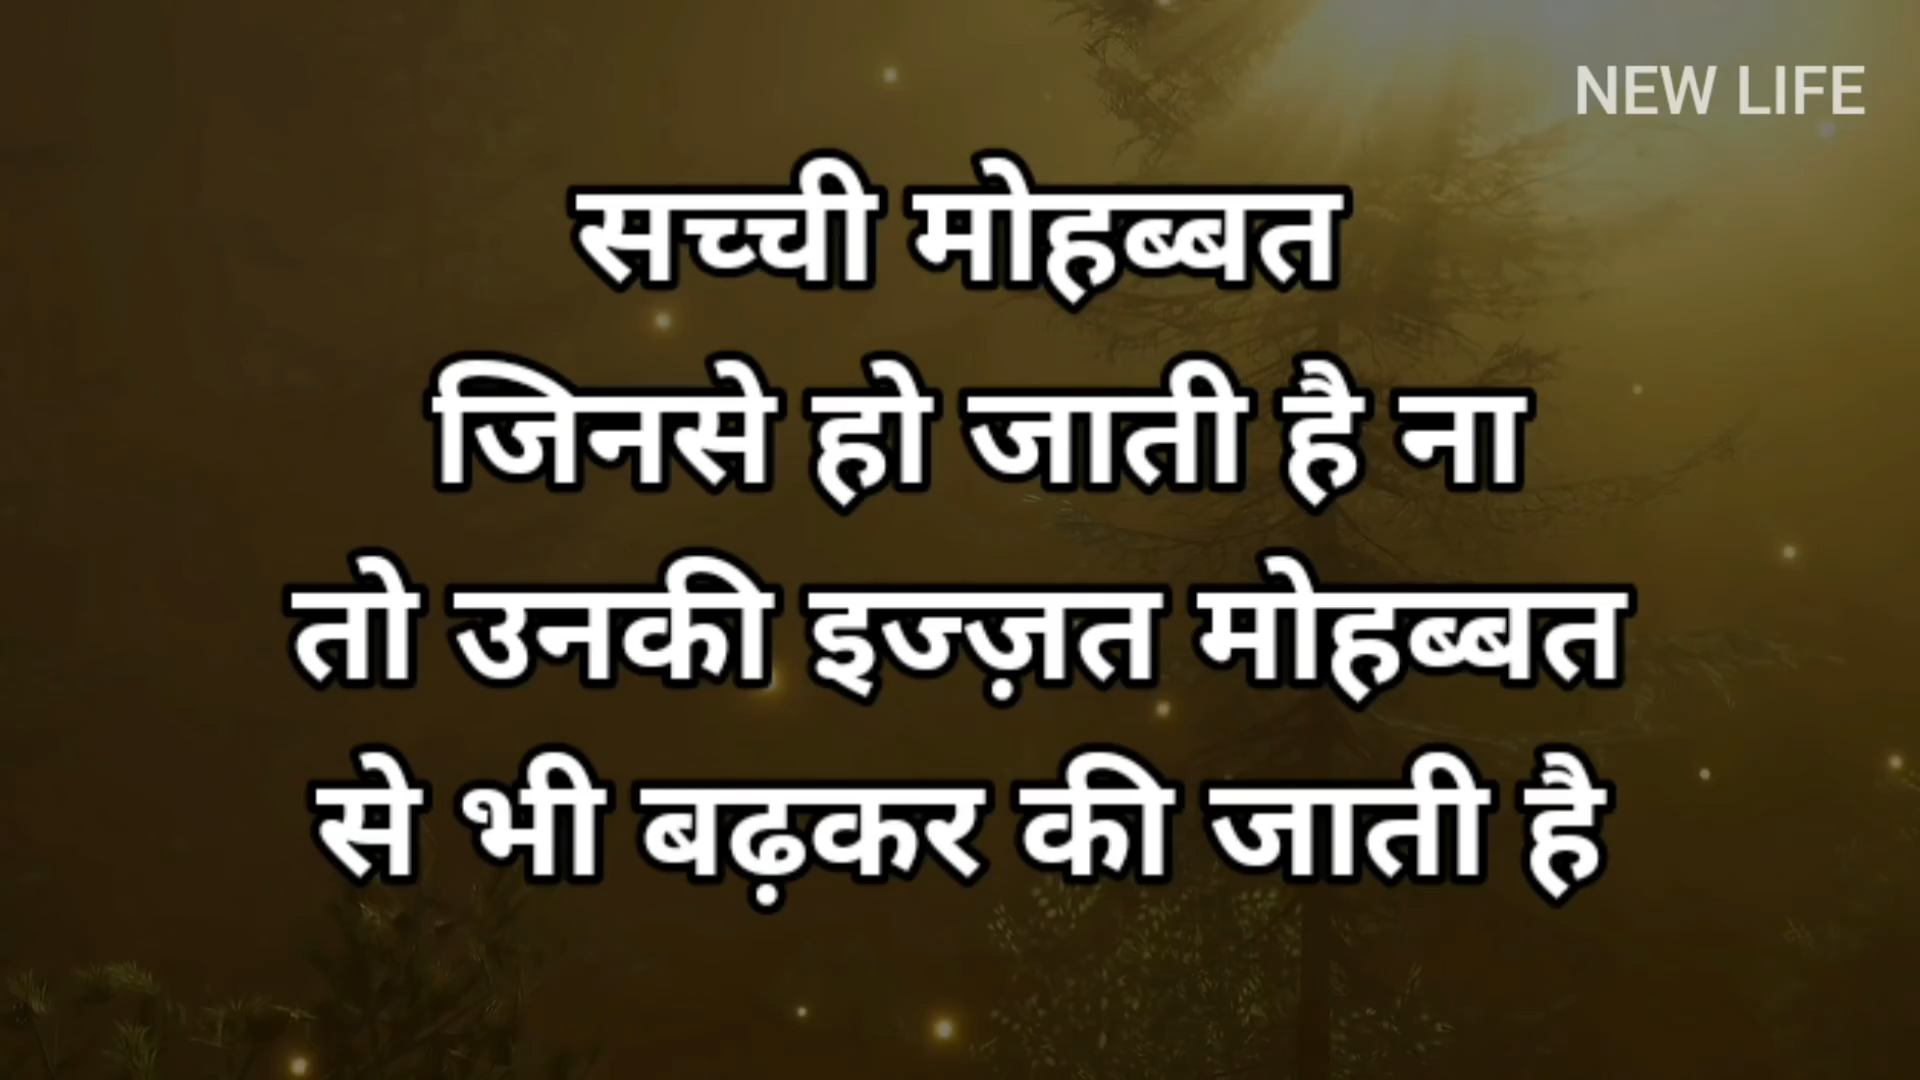 NEW LIFE
सच्ची मोहब्बत
जिनसे हो जाती है ना
तो उनकी इज्ज़त मोहब्बत
से भी बढ़कर की जाती है